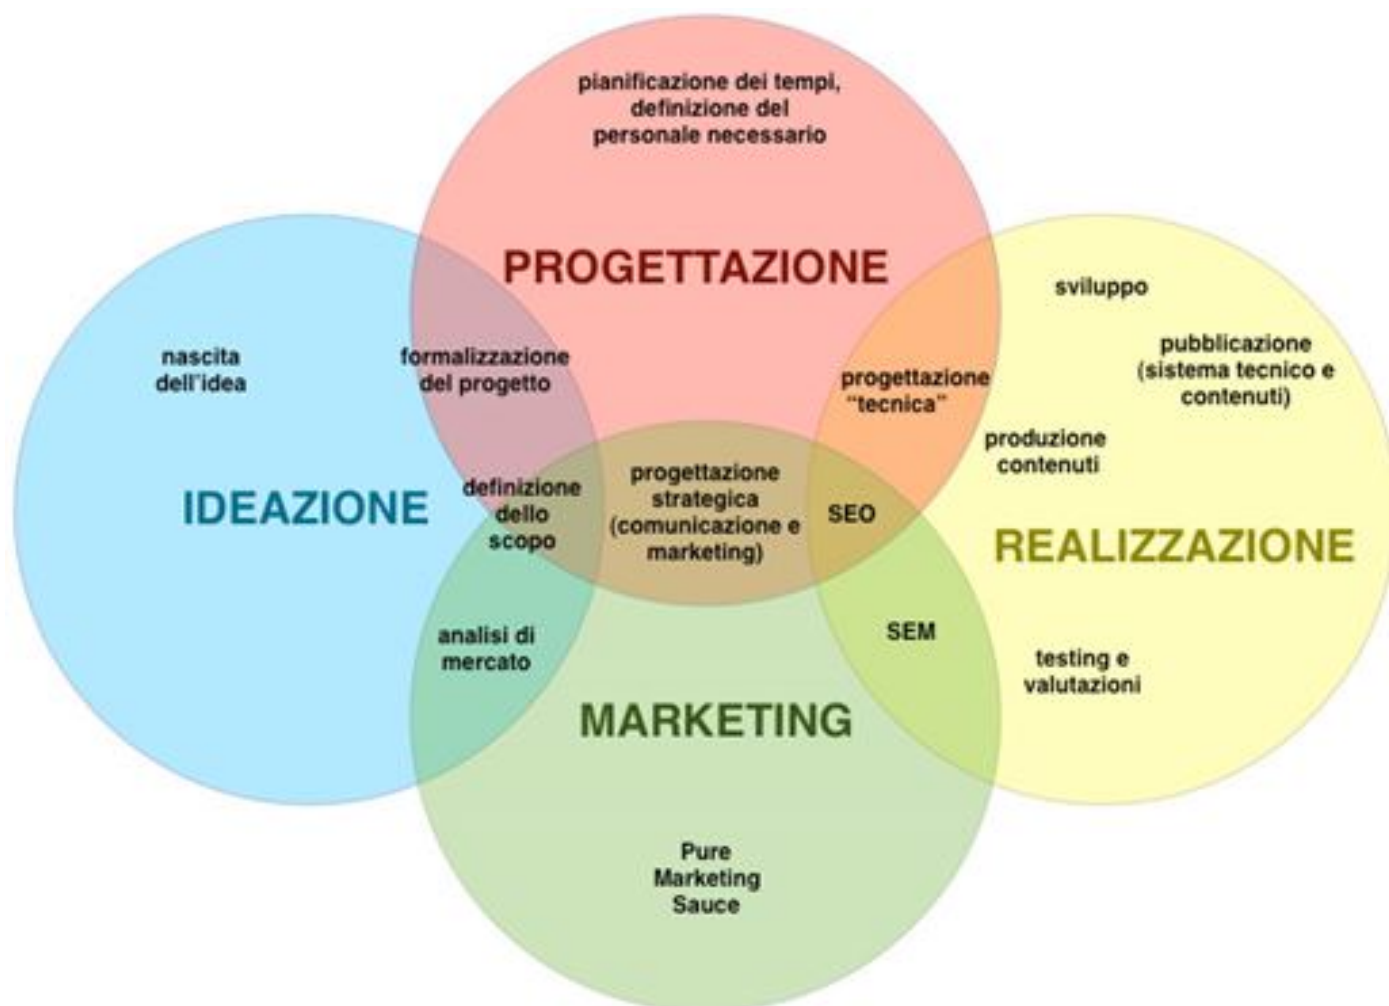 pianificazione dei tempi,
definizione del
personale necessario
PROGETTAZIONE
sviluppo
nascita
dell'idea
formalizzazione
del progetto
progettazione
“tecnica”
pubblicazione
(sistema tecnico e
contenuti)
produzione
contenuti
IDEAZIONE
definizione
dello
scopo
progettazione
strategica
(comunicazione e
marketing)
SEO
REALIZZAZIONE
analisi di
mercato
SEM
testing e
valutazioni
MARKETING
Pure
Marketing
Sauce